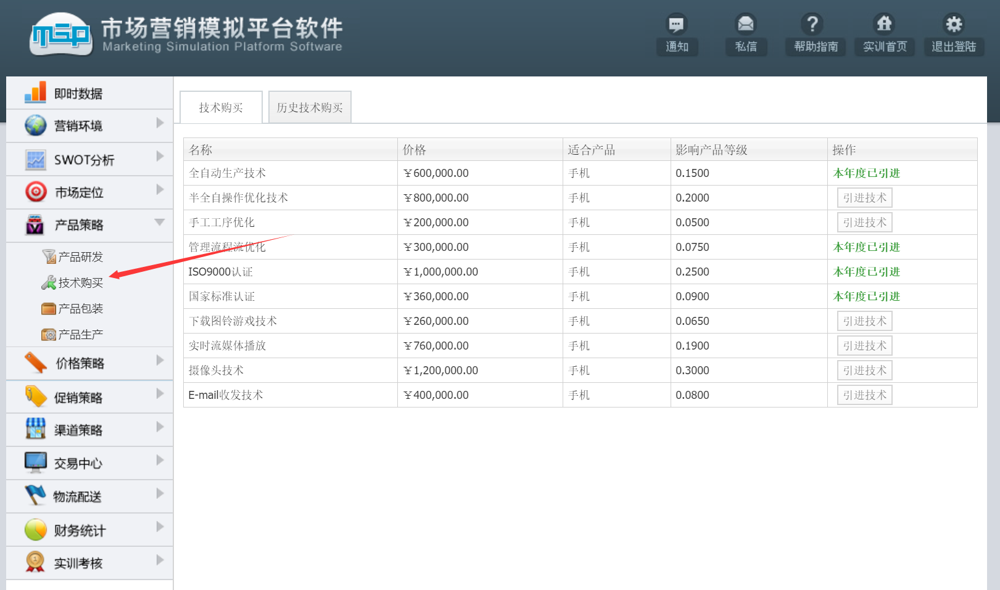 MSP 市场营销模拟平台软件
Marketing Simulation Platform Software
通知 私信 帮助指南 实训首页 退出登陆
即时数据
营销环境
SWOT分析
市场定位
产品策略
产品研发
技术购买
产品包装
产品生产
价格策略
促销策略
渠道策略
交易中心
物流配送
财务统计
实训考核
技术购买 历史技术购买
名称 价格 适合产品 影响产品等级 操作
全自动生产技术 ￥600,000.00 手机 0.1500 本年度已引进
半全自操作优化技术 ￥800,000.00 手机 0.2000 引进技术
手工工序优化 ￥200,000.00 手机 0.0500 引进技术
管理流程流优化 ￥300,000.00 手机 0.0750 本年度已引进
ISO9000认证 ￥1,000,000.00 手机 0.2500 本年度已引进
国家标准认证 ￥360,000.00 手机 0.0900 本年度已引进
下载图铃游戏技术 ￥260,000.00 手机 0.0650 引进技术
实时流媒体播放 ￥760,000.00 手机 0.1900 引进技术
摄像头技术 ￥1,200,000.00 手机 0.3000 引进技术
E-mail收发技术 ￥400,000.00 手机 0.0800 引进技术